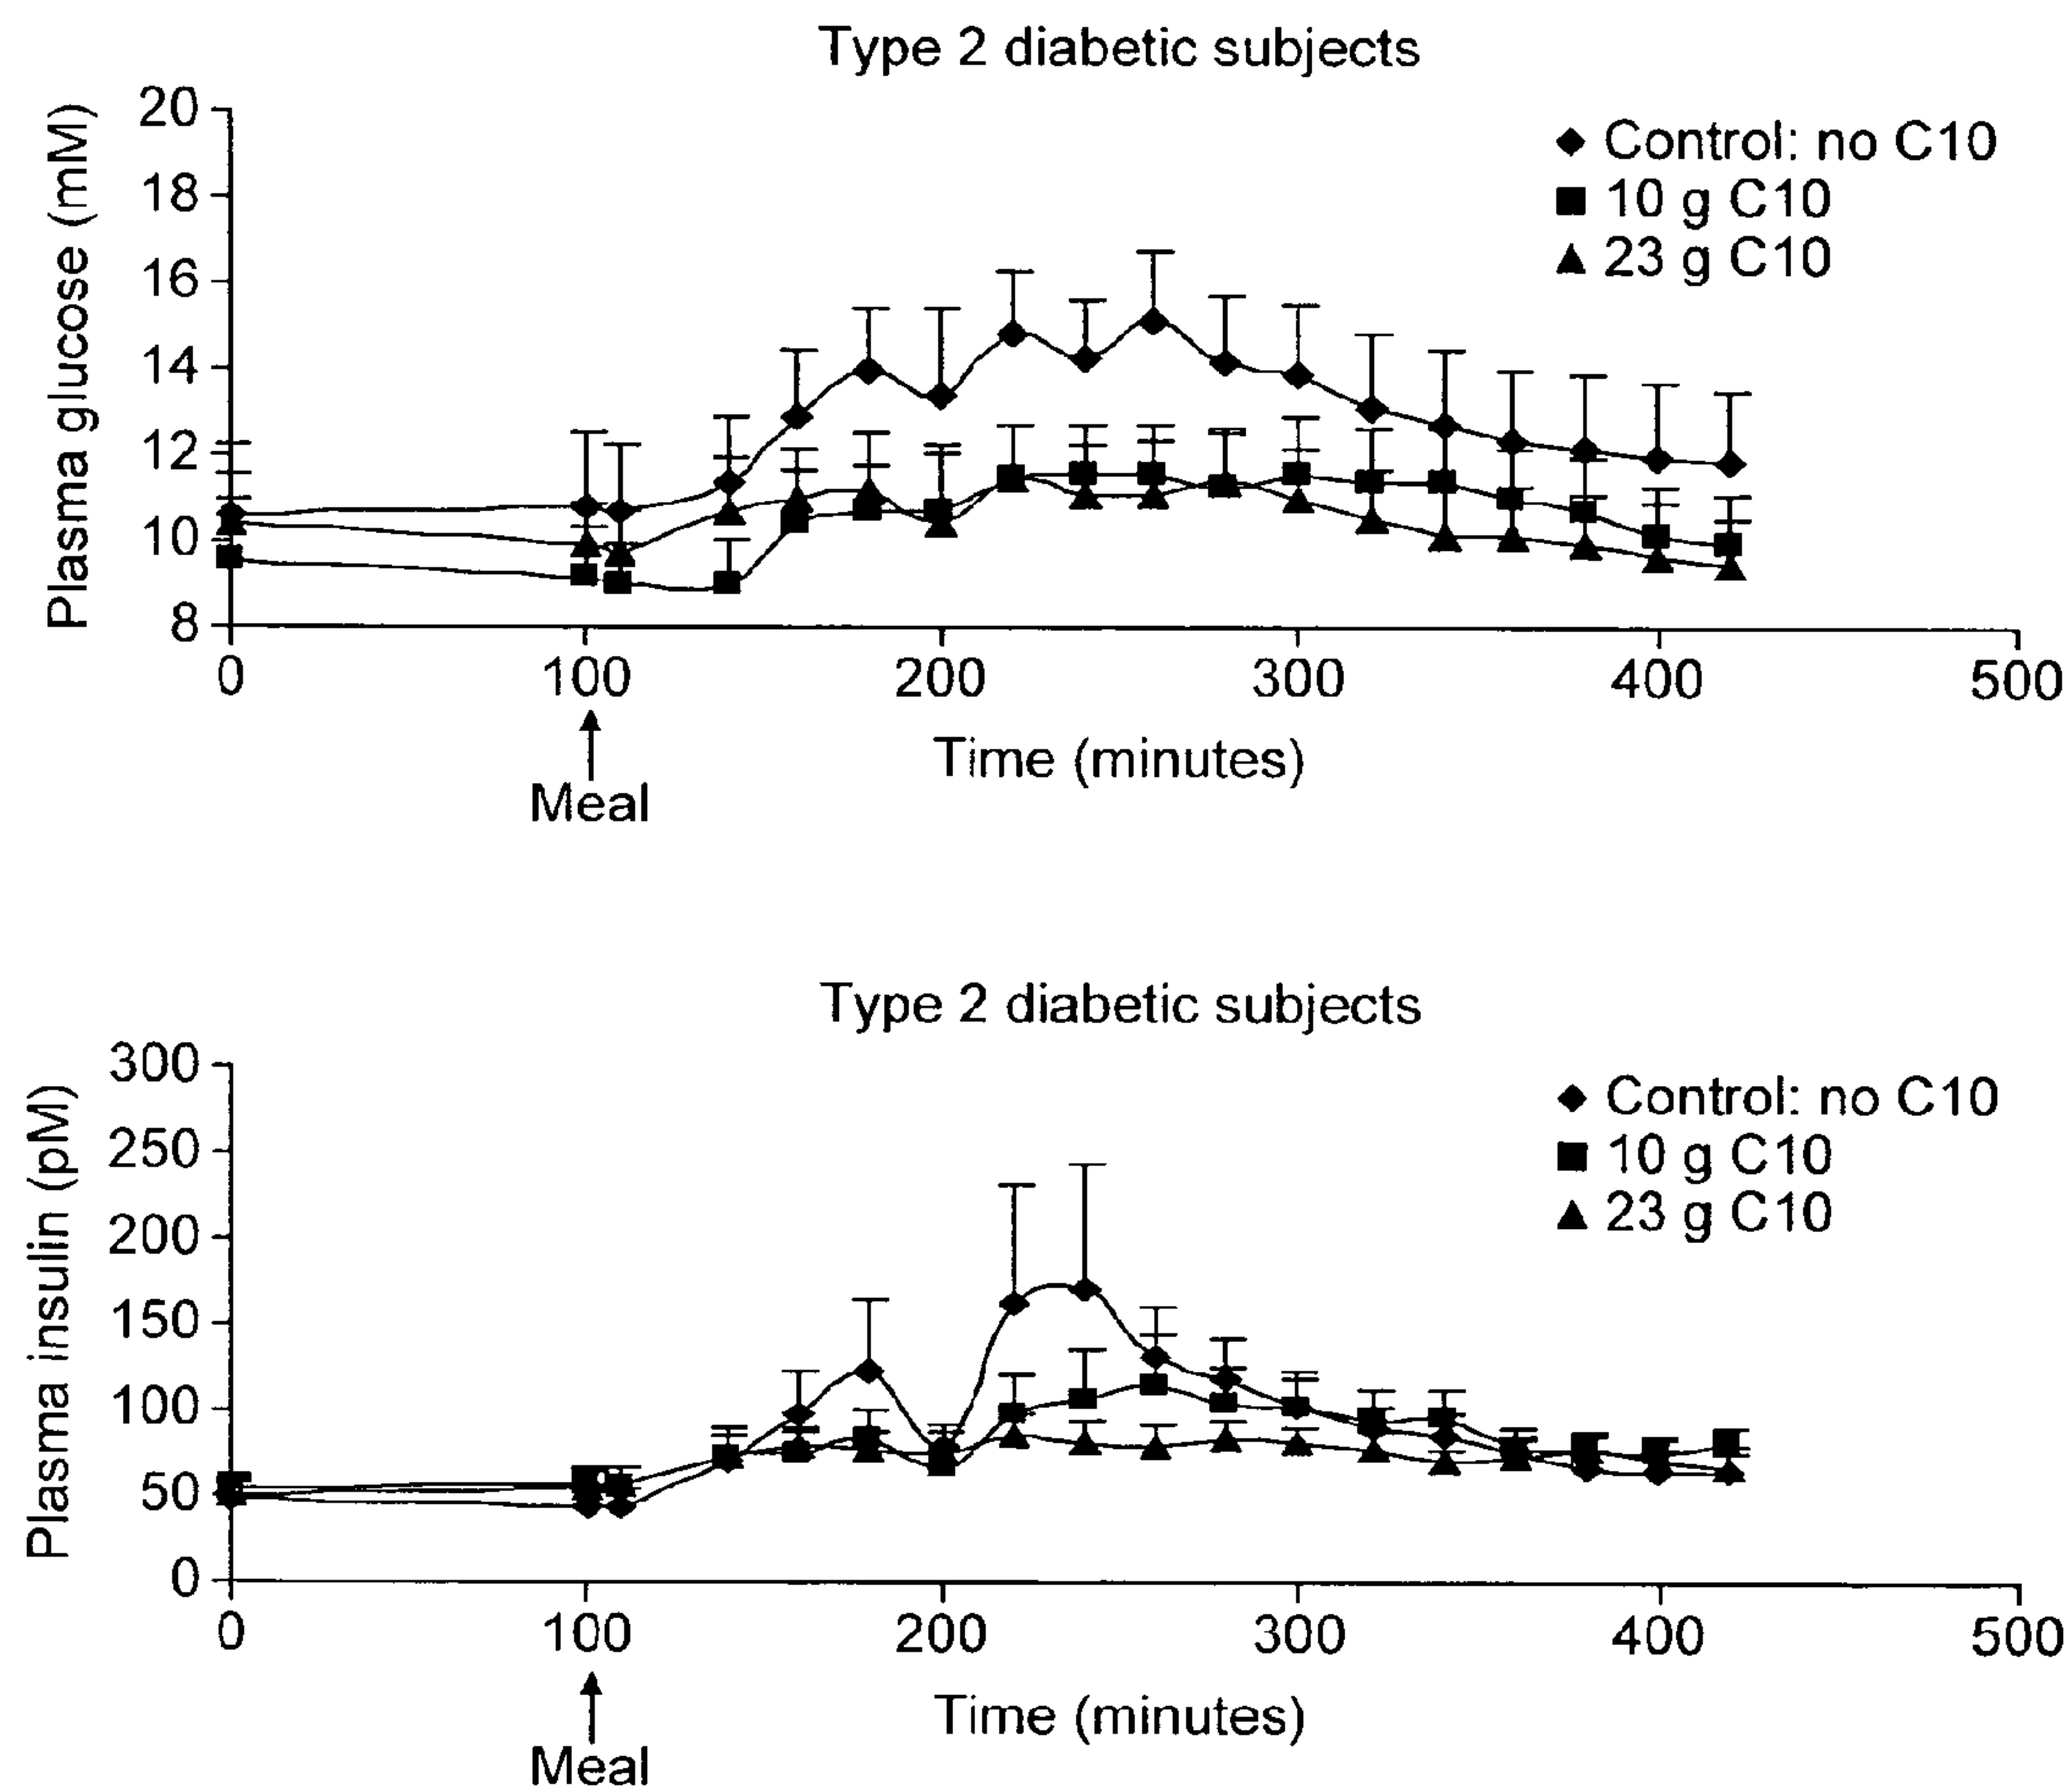 Type 2 diabetic subjects
Plasma glucose (mM)
20
18
16
14
12
10
8
Control: no C10
10 g C10
23 g C10
0 100 200 300 400 500
Time (minutes)
Meal
Type 2 diabetic subjects
Plasma insulin (pM)
300
250
200
150
100
50
0
Control: no C10
10 g C10
23 g C10
0 100 200 300 400 500
Time (minutes)
Meal